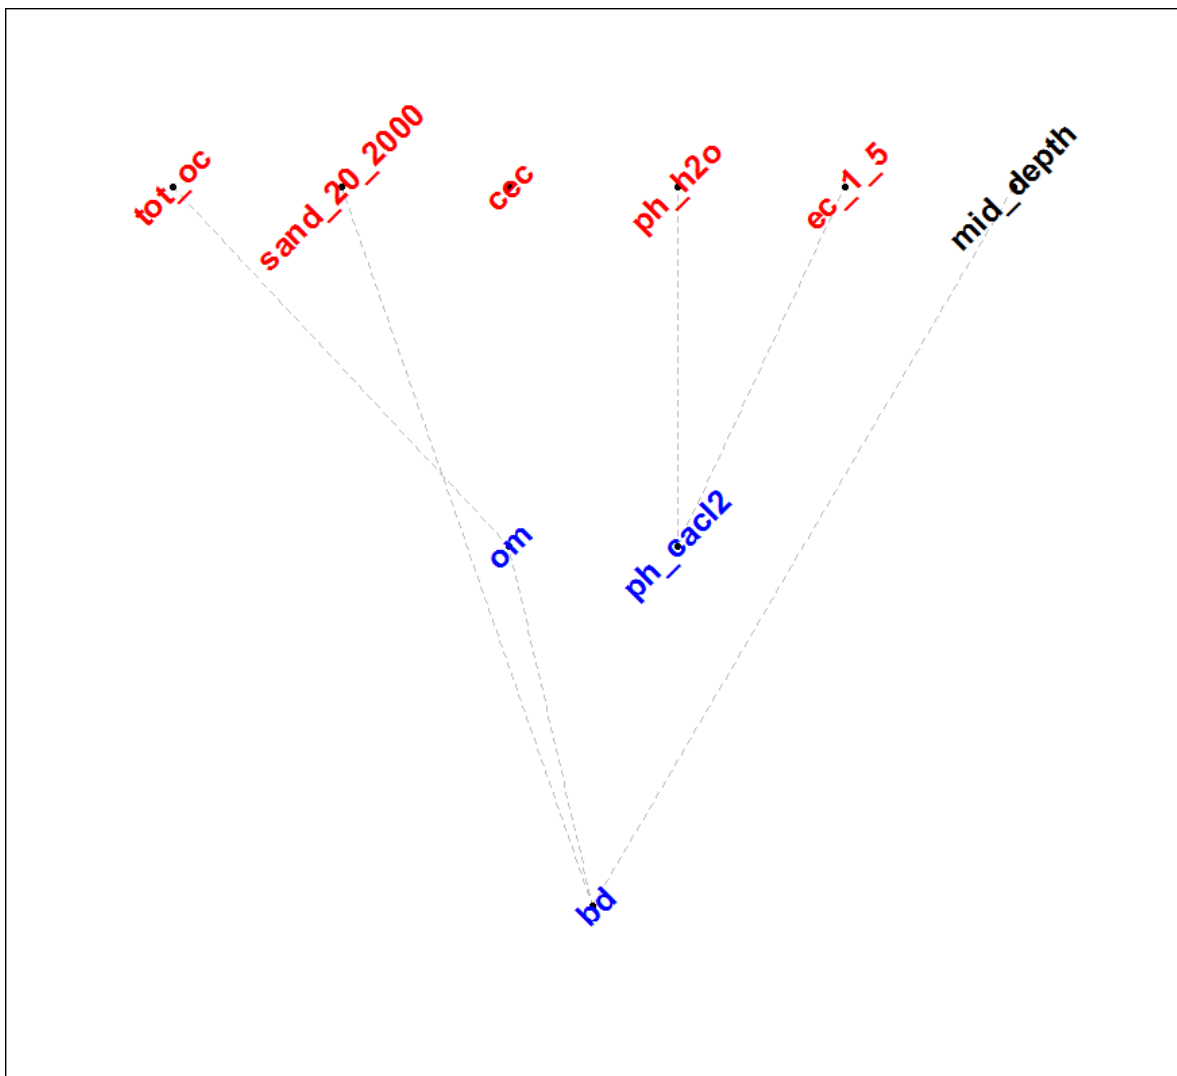 tot_oc
sand_20_2000
cec
ph_h2o
ec_1_5
mid_depth
om
ph_cacl2
bd